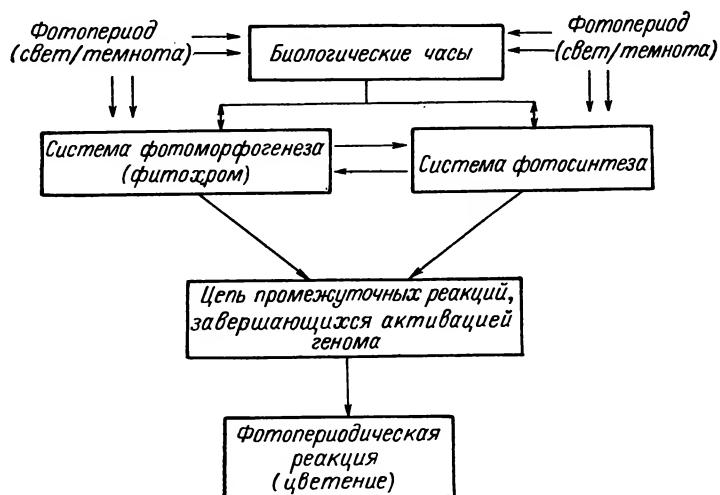 Фотопериод
(свет/темнота)
Биологические часы
Фотопериод
(свет/темнота)
Система фотоморфогенеза
(фитохром)
Система фотосинтеза
Цепь промежуточных реакций,
завершающихся активацией
генома
Фотопериодическая
реакция
(цветение)